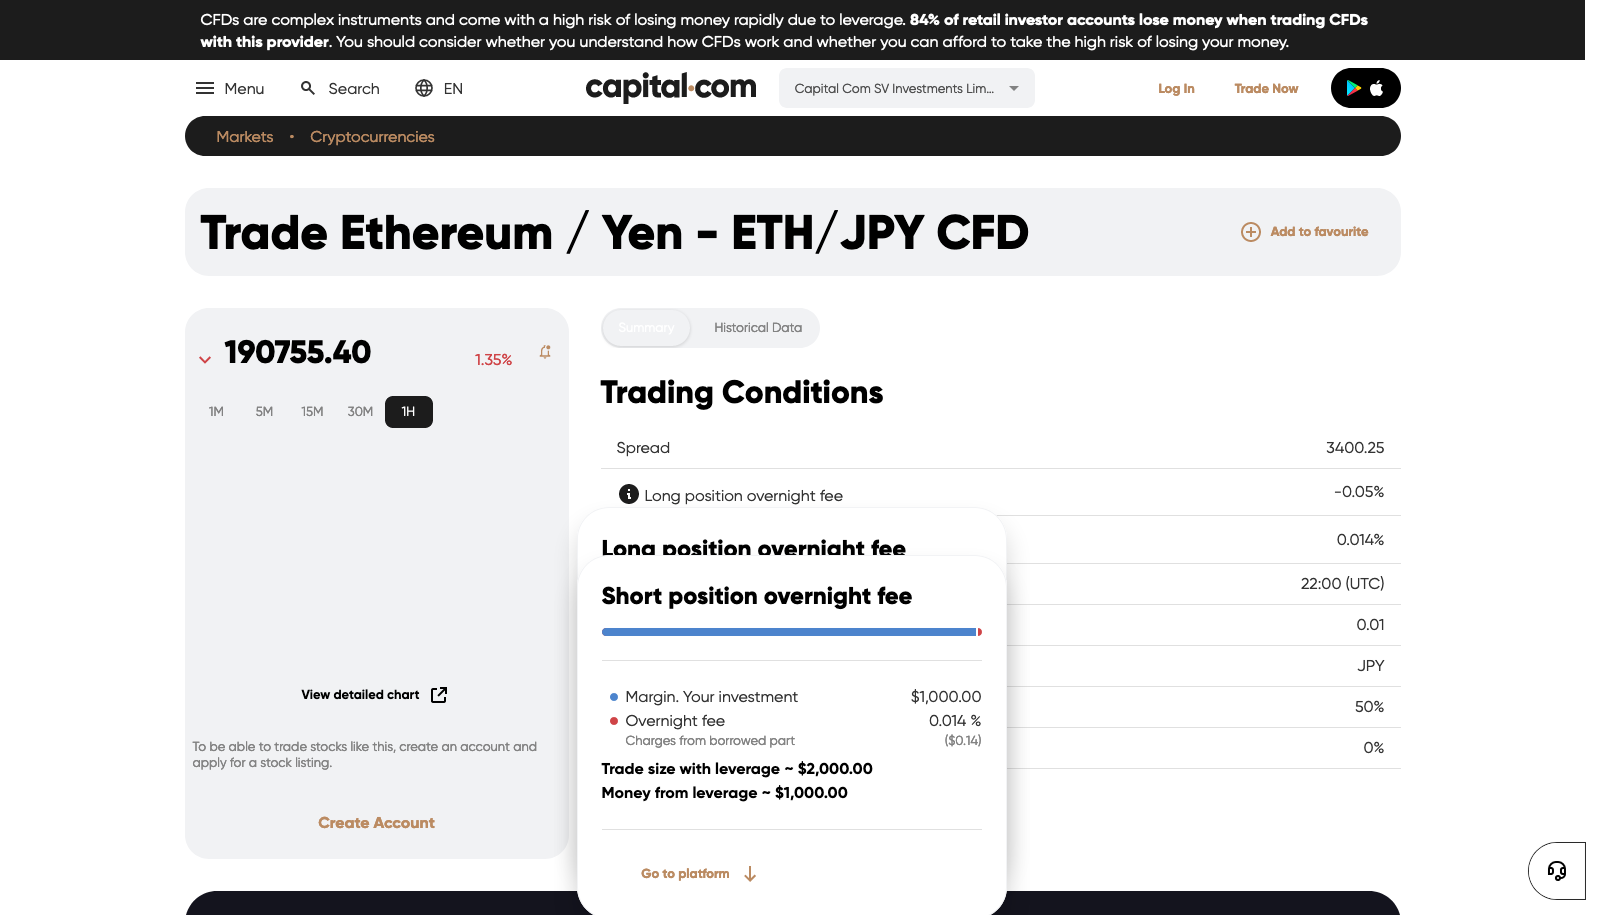 CFDs are complex instruments and come with a high risk of losing money rapidly due to leverage. 84% of retail investor accounts lose money when trading CFDs
with this provider. You should consider whether you understand how CFDs work and whether you can afford to take the high risk of losing your money.
Menu
Search
EN
capital.com
Capital Com SV Investments Lim...
Log In
Trade Now
Markets • Cryptocurrencies
Trade Ethereum / Yen - ETH/JPY CFD
Add to favourite
190755.40
1.35%
1M 5M 15M 30M 1H
View detailed chart
To be able to trade stocks like this, create an account and
apply for a stock listing.
Create Account
Summary
Historical Data
Trading Conditions
Spread 3400.25
Long position overnight fee -0.05%
0.014%
22:00 (UTC)
0.01
JPY
50%
0%
Long position overnight fee
Short position overnight fee
Margin. Your investment $1,000.00
Overnight fee 0.014 %
Charges from borrowed part ($0.14)
Trade size with leverage ~ $2,000.00
Money from leverage ~ $1,000.00
Go to platform